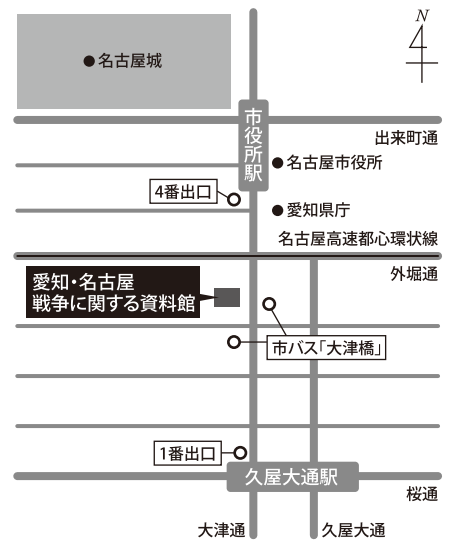 N
名古屋城
市役所駅
出来町通
名古屋市役所
4番出口
愛知県庁
名古屋高速都心環状線
外堀通
愛知・名古屋
戦争に関する資料館
市バス「大津橋」
1番出口
久屋大通駅
桜通
大津通
久屋大通